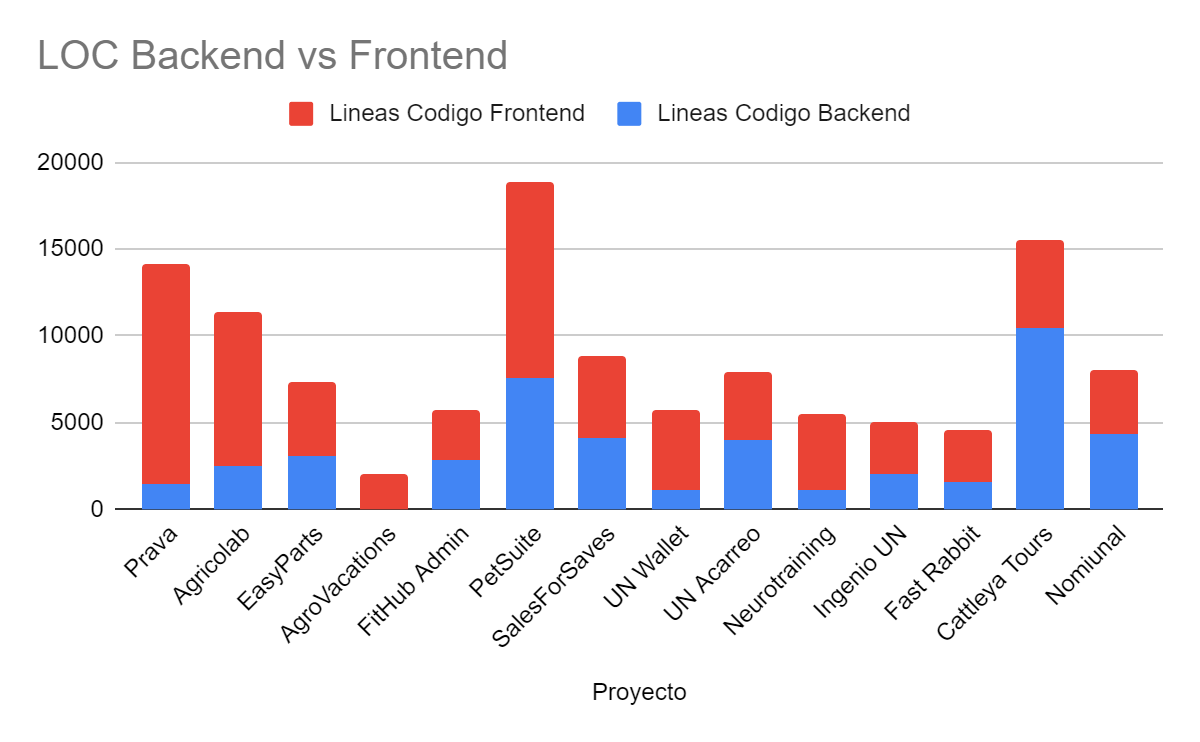 LOC Backend vs Frontend
Lineas Codigo Frontend
Lineas Codigo Backend
20000
15000
10000
5000
0
Prava
Agricolab
EasyParts
AgroVacations
FitHub Admin
PetSuite
SalesForSaves
UN Wallet
UN Acarreo
Neurotraining
Ingenio UN
Fast Rabbit
Cattleya Tours
Nomiunal
Proyecto